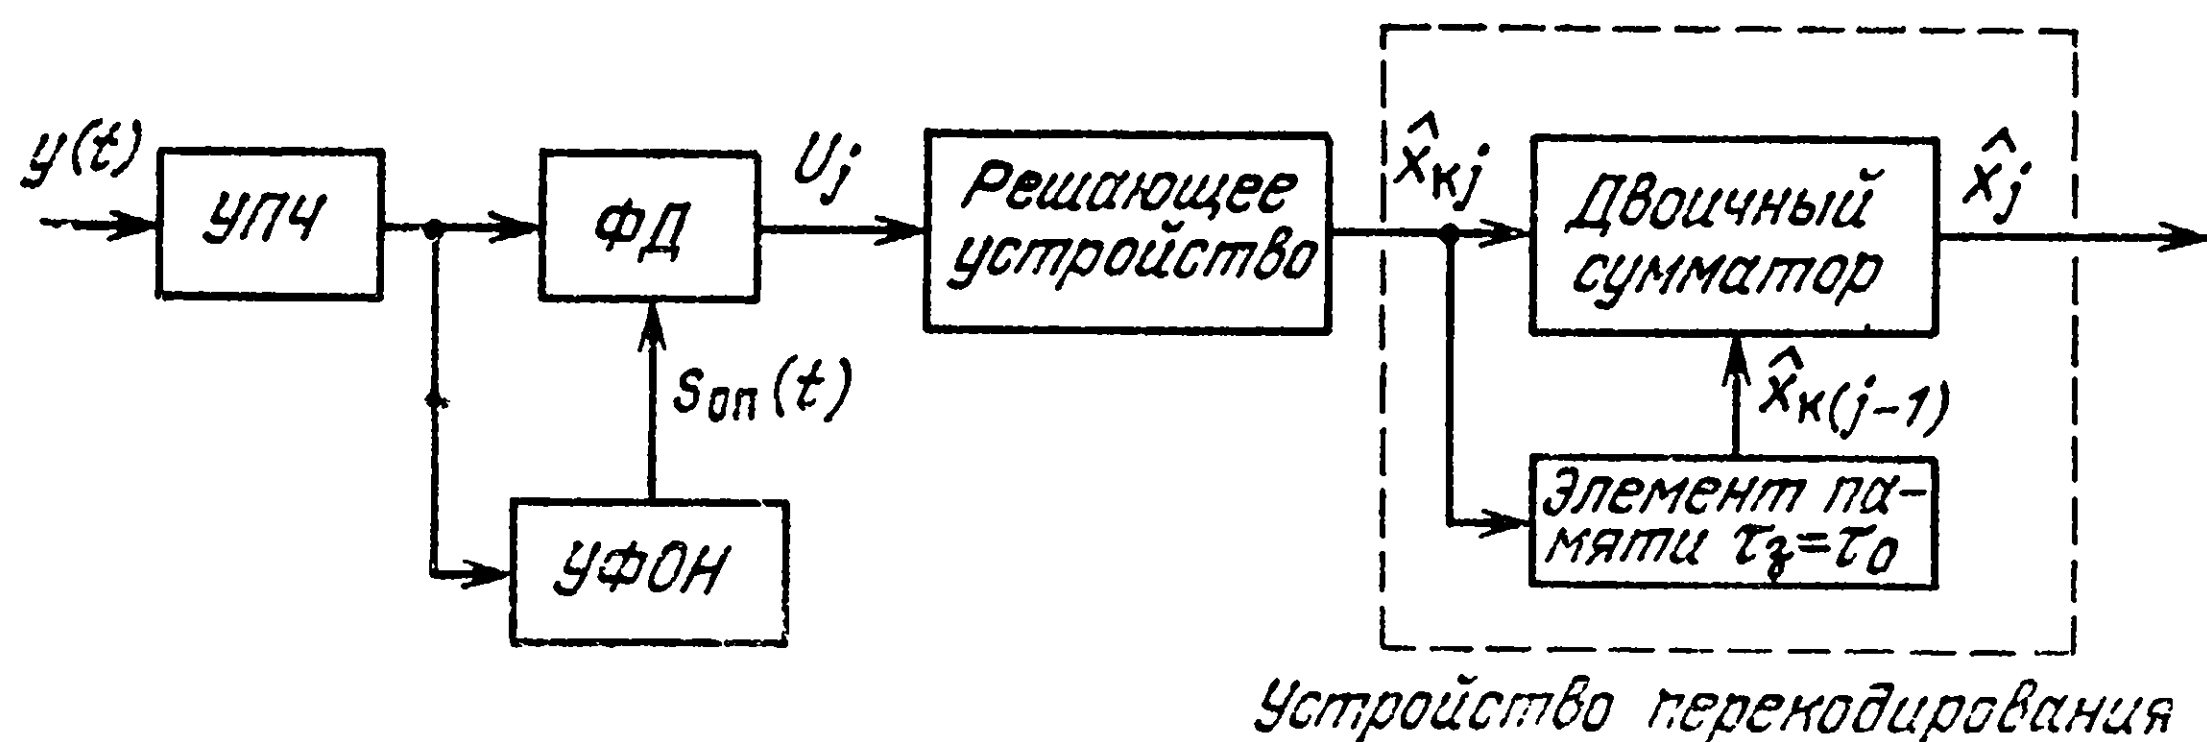 y(t)
УПЧ
ФД
U_j
Решающее
устройство
x̂_кj
Двоичный
сумматор
x̂_j
s_оп(t)
x̂_к(j-1)
УФОН
Элемент па-
мяти τ_з=τ_0
Устройство перекодирования